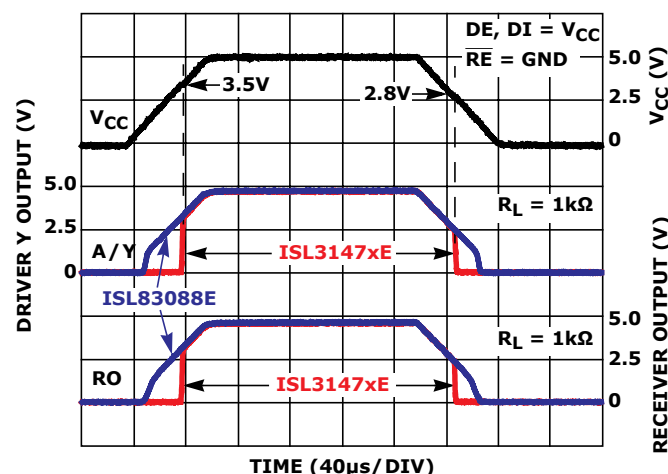 DE, DI = VCC
RE = GND
5.0
3.5V
2.8V
2.5
VCC
0
VCC (V)
DRIVER Y OUTPUT (V)
5.0
RL = 1kΩ
2.5
A/Y
ISL3147xE
0
ISL83088E
5.0
RL = 1kΩ
2.5
RO
ISL3147xE
0
RECEIVER OUTPUT (V)
TIME (40μs/DIV)